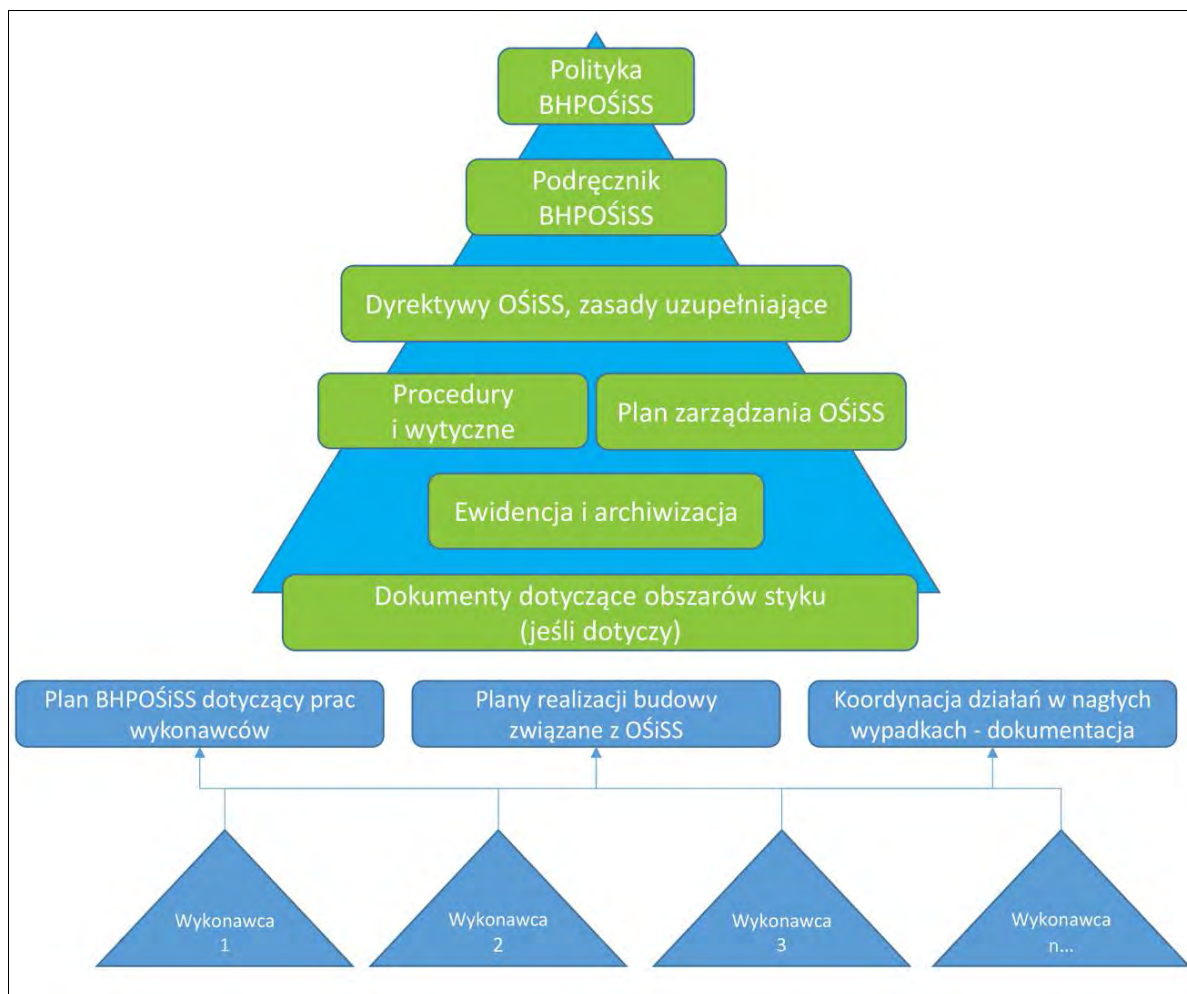 Polityka
BHPOŚiSS
Podręcznik
BHPOŚiSS
Dyrektywy OŚiSS, zasady uzupełniające
Procedury
i wytyczne
Plan zarządzania OŚiSS
Ewidencja i archiwizacja
Dokumenty dotyczące obszarów styku
(jeśli dotyczy)
Plan BHPOŚiSS dotyczący prac
wykonawców
Plany realizacji budowy
związane z OŚiSS
Koordynacja działań w nagłych
wypadkach - dokumentacja
Wykonawca
1
Wykonawca
2
Wykonawca
3
Wykonawca
n...